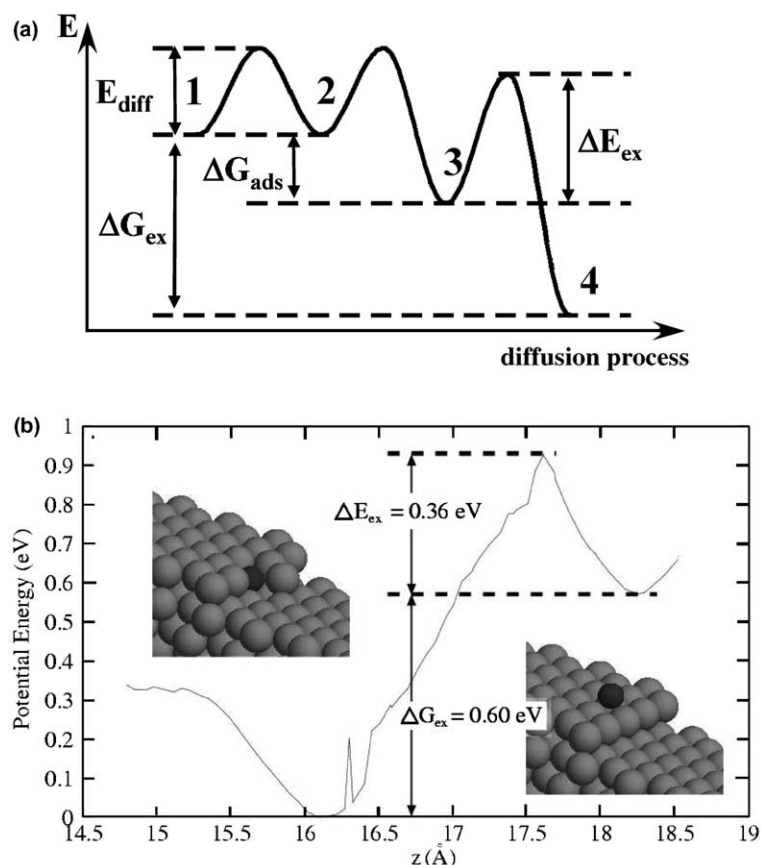 (a)
E
E_diff
1
2
3
4
ΔG_ads
ΔG_ex
ΔE_ex
diffusion process
(b)
Potential Energy (eV)
1
0.9
0.8
0.7
0.6
0.5
0.4
0.3
0.2
0.1
0
ΔE_ex = 0.36 eV
ΔG_ex = 0.60 eV
14.5 15 15.5 16 16.5 17 17.5 18 18.5 19
z (Å)